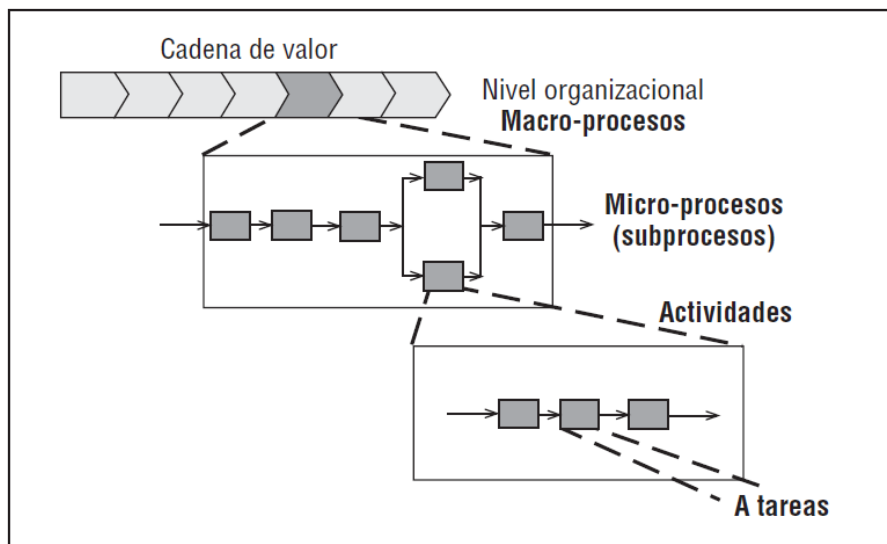 Cadena de valor
Nivel organizacional
Macro-procesos
Micro-procesos
(subprocesos)
Actividades
A tareas